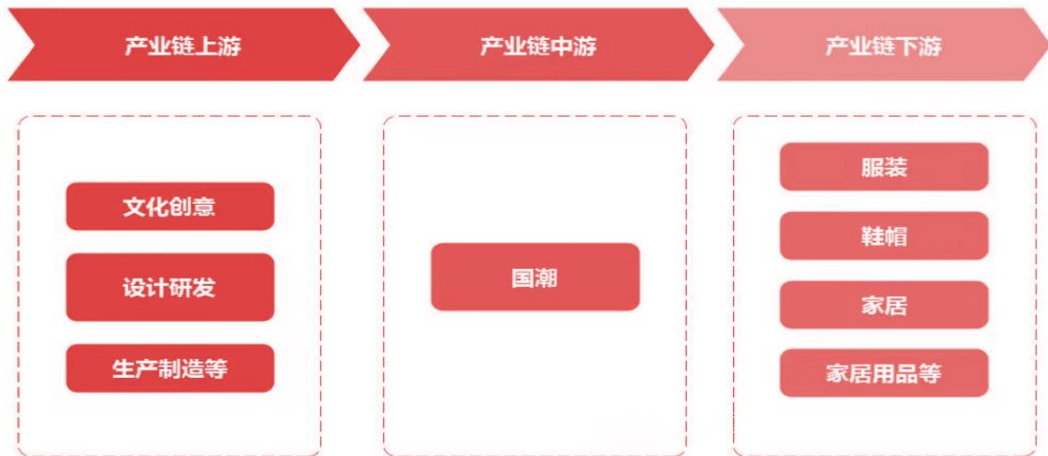 产业链上游
产业链中游
产业链下游
文化创意
设计研发
生产制造等
国潮
服装
鞋帽
家居
家居用品等